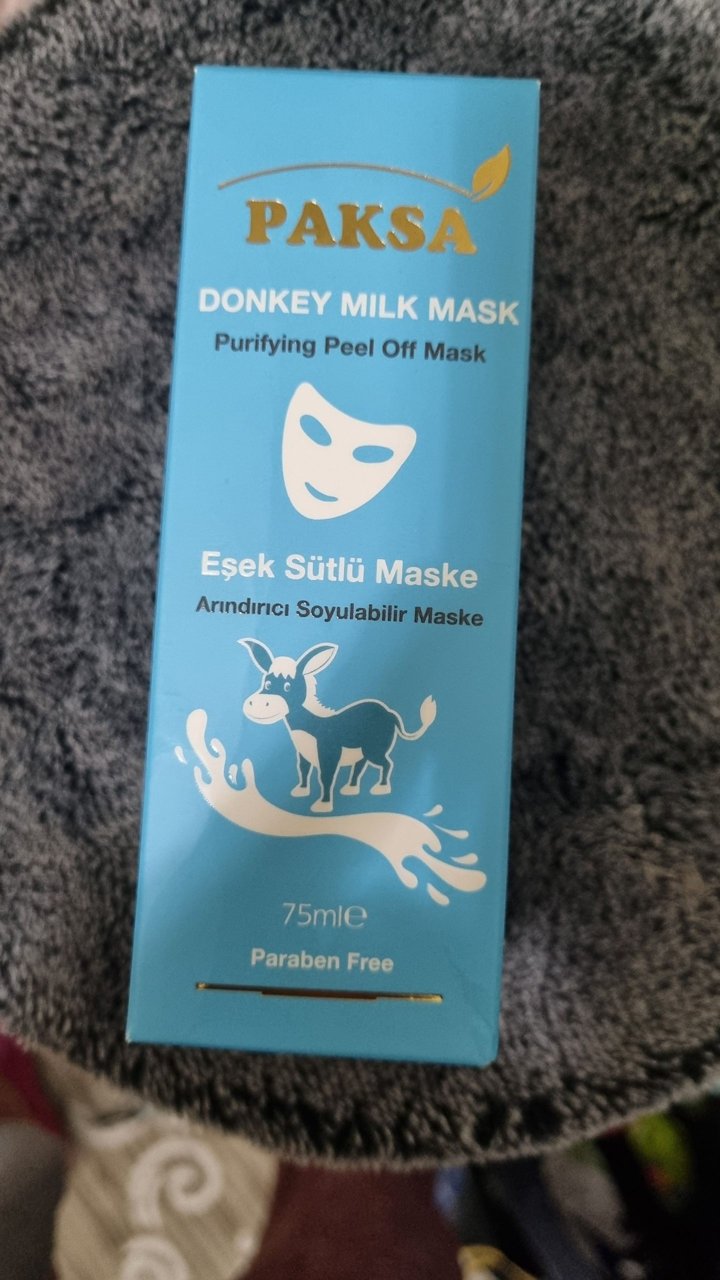 PAKSA
DONKEY MILK MASK
Purifying Peel Off Mask
Eşek Sütlü Maske
Arındırıcı Soyulabilir Maske
75ml℮
Paraben Free